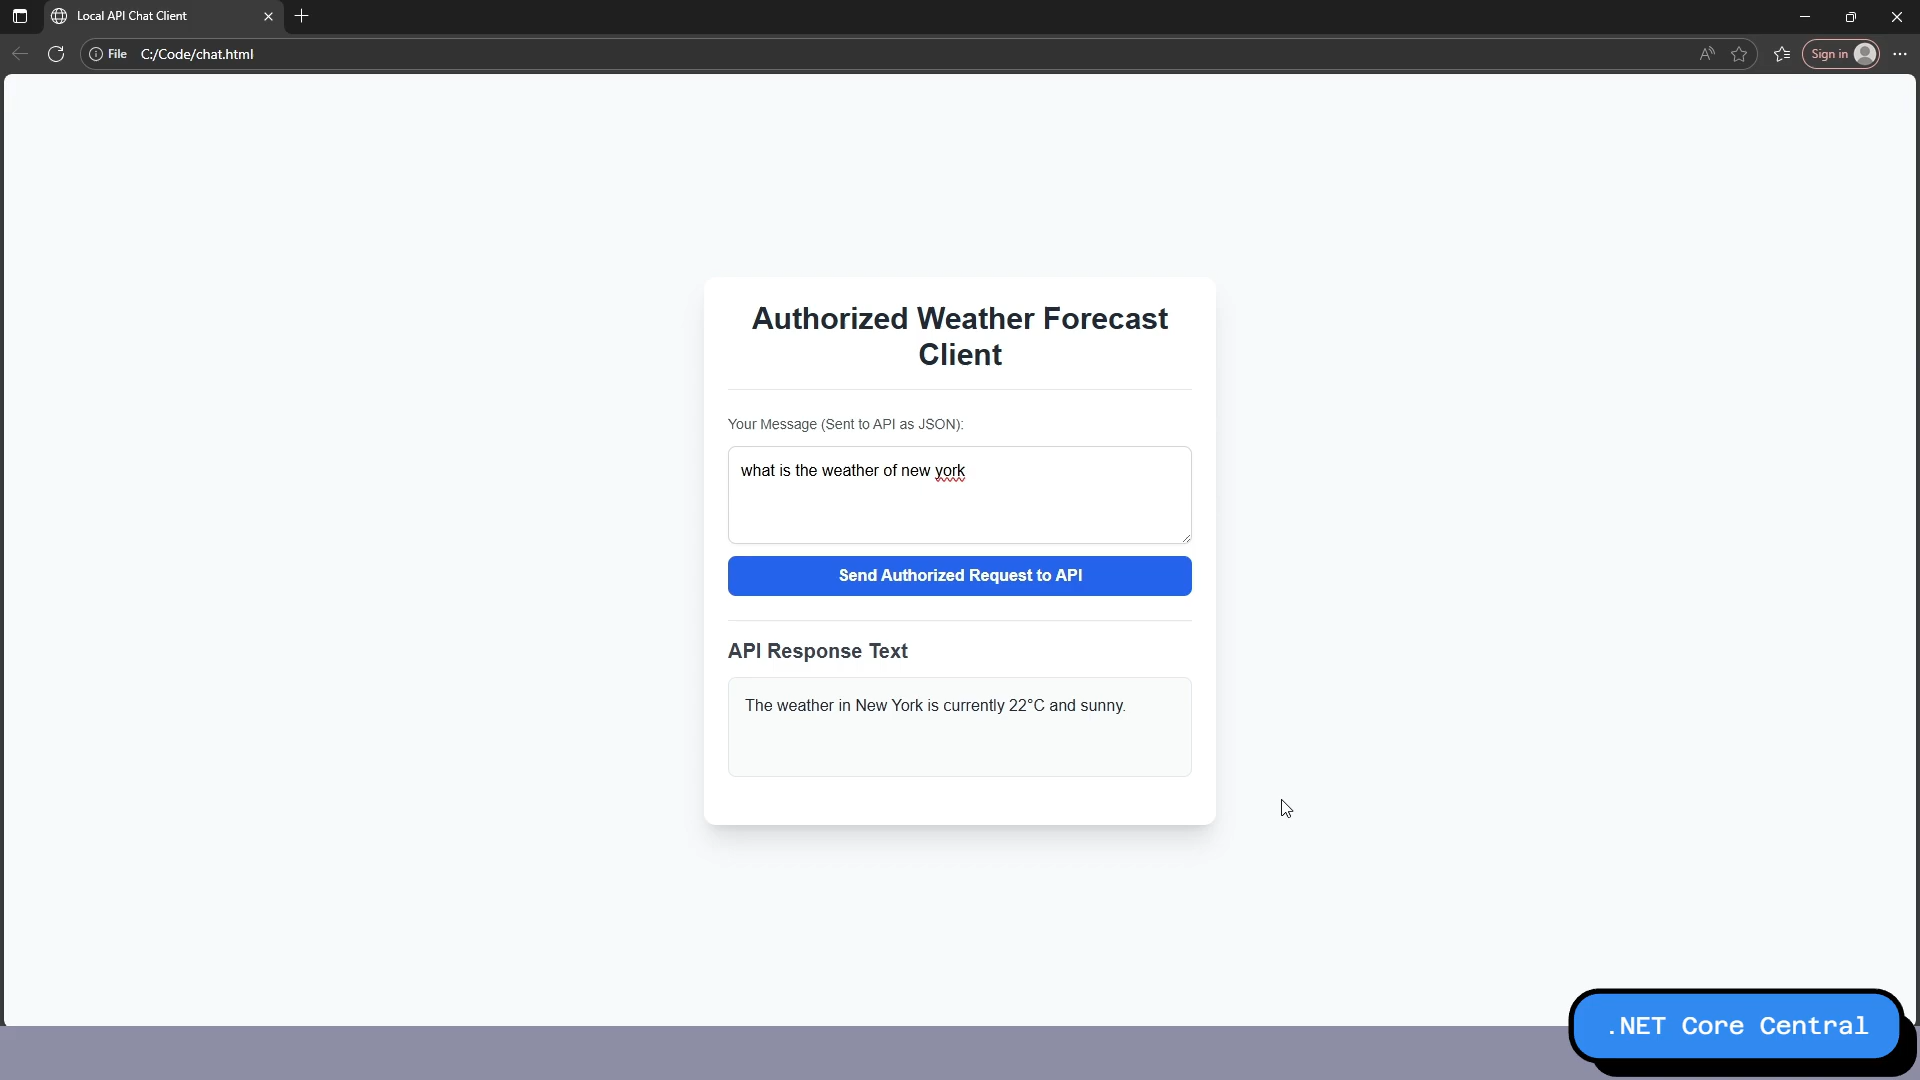 Local API Chat Client
File C:/Code/chat.html
Sign in
Authorized Weather Forecast
Client
Your Message (Sent to API as JSON):
what is the weather of new york
Send Authorized Request to API
API Response Text
The weather in New York is currently 22°C and sunny.
.NET Core Central